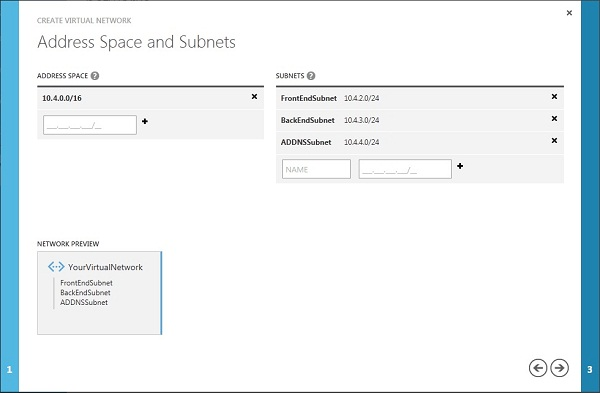 CREATE VIRTUAL NETWORK
Address Space and Subnets
ADDRESS SPACE ?
SUBNETS ?
10.4.0.0/16
FrontEndSubnet 10.4.2.0/24
BackEndSubnet 10.4.3.0/24
ADDNSSubnet 10.4.4.0/24
__.__.__.__/__
NAME __.__.__.__/__
NETWORK PREVIEW
YourVirtualNetwork
FrontEndSubnet
BackEndSubnet
ADDNSSubnet
1
3